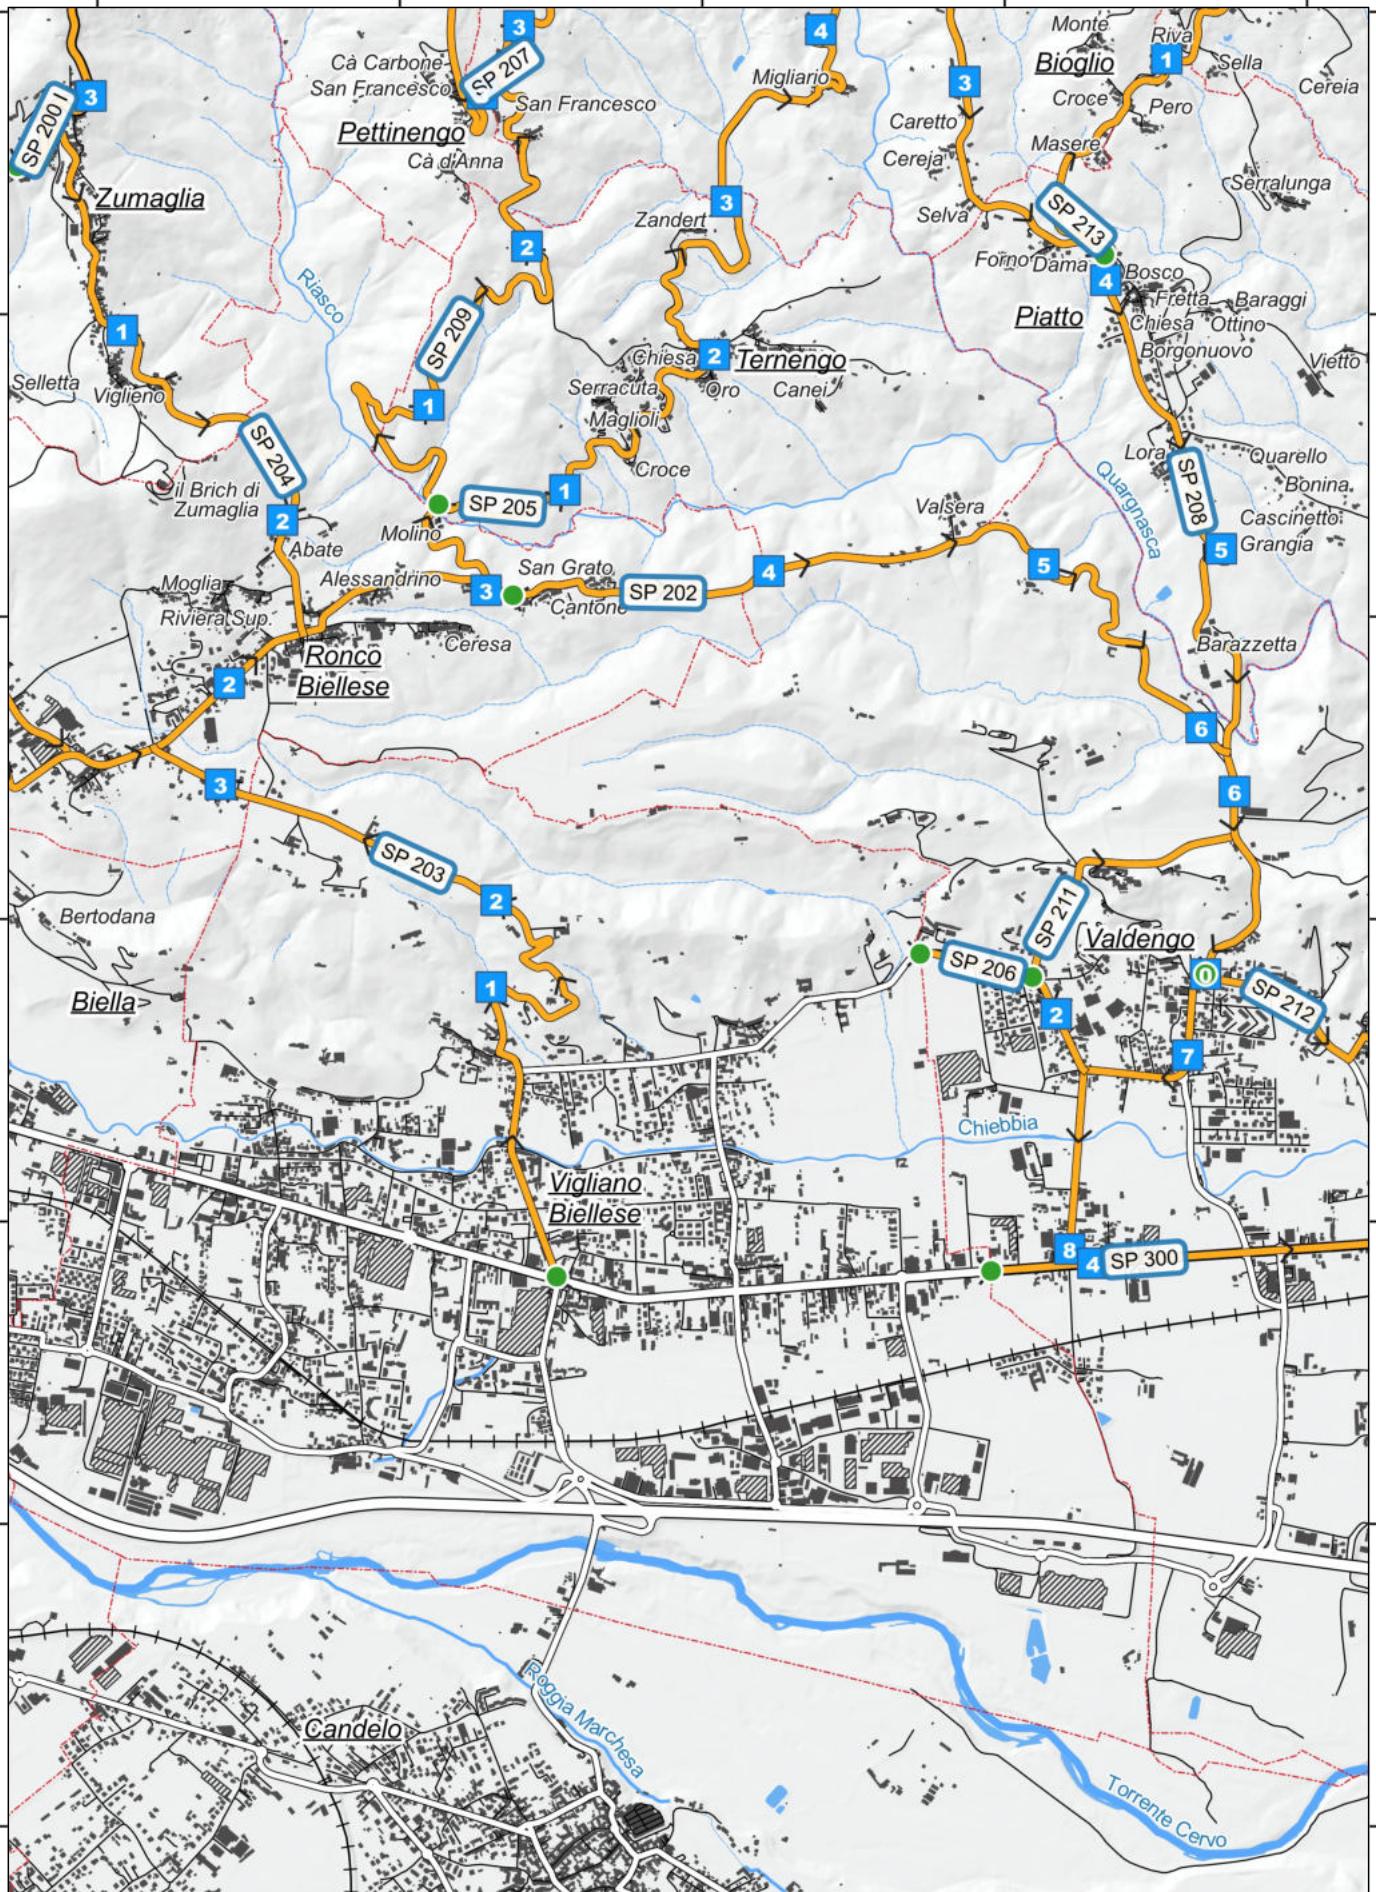 3
4
Monte
Riva
Cà Carbone
SP 207
Bioglio
1
Sella
San Francesco
Migliario
3
Croce
Cereia
3
SP 200 I
San Francesco
Pero
Pettinengo
Caretto
Cà d'Anna
Masere
Cereja
Zumaglia
3
Serralunga
Zandert
Selva
SP 213
2
Forno
Dama
Bosco
Riasco
4
Fretta
Baraggi
SP 209
Piatto
Chiesa
Ottino
1
Chiesa
2
Ternengo
Borgonuovo
Vietto
Selletta
Viglieno
Serracuta
Oro
Canei
1
Maglioli
SP 204
Croce
Lora
Quarello
il Brich di
Zumaglia
1
Quargnasca
SP 208
Bonina
SP 205
Valsera
Cascinetto
2
Molino
Grangia
Abate
5
San Grato
4
5
Moglia
Alessandrino
3
SP 202
Cantone
Riviera Sup.
Ceresa
Barazzetta
Ronco
Biellese
2
6
3
6
SP 203
2
Bertodana
SP 211
Valdengo
SP 206
0
1
SP 212
Biella
2
7
Chiebbia
Vigliano
Biellese
8
4
SP 300
Roggia Marchesa
Candelo
Torrente Cervo